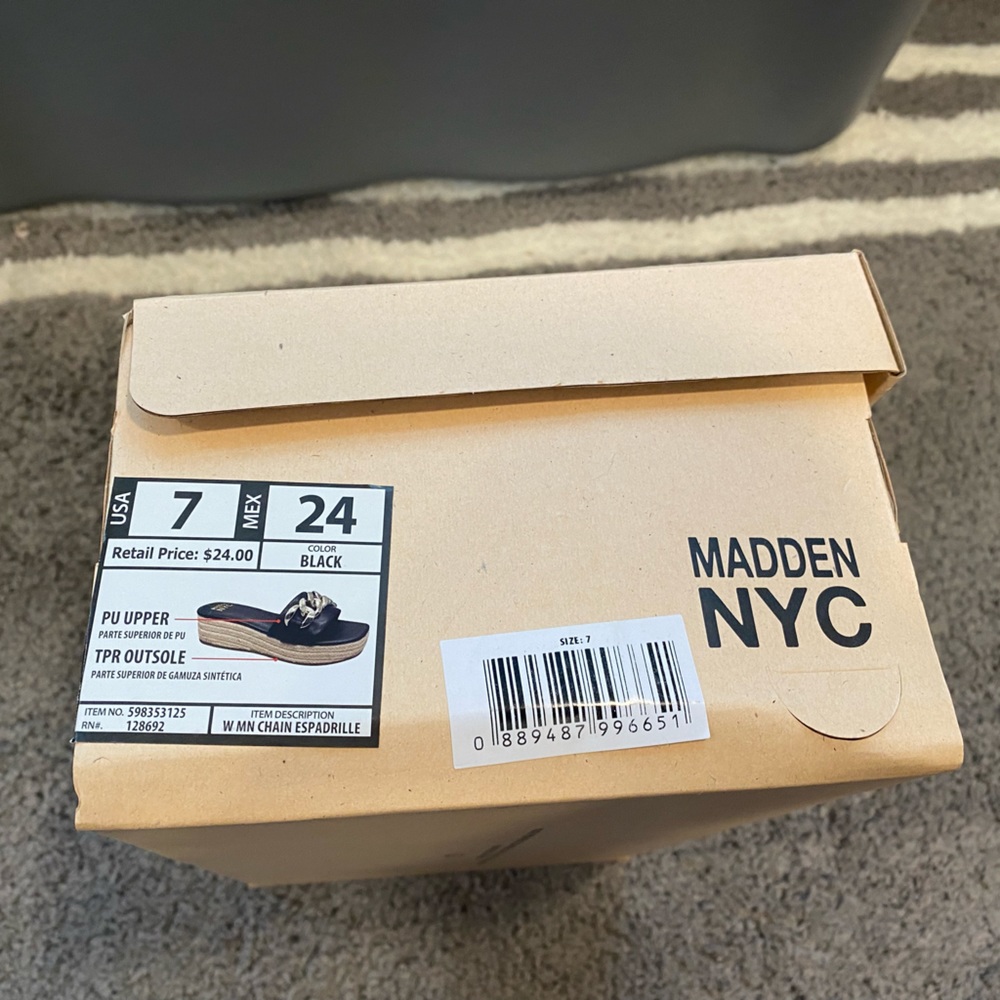 USA 7 MEX 24
Retail Price: $24.00
COLOR
BLACK
PU UPPER
PARTE SUPERIOR DE PU
TPR OUTSOLE
PARTE SUPERIOR DE GAMUZA SINTÉTICA
ITEM NO. 598353125
RN#. 128692
ITEM DESCRIPTION
W MN CHAIN ESPADRILLE
SIZE: 7
0 889487 996651
MADDEN
NYC